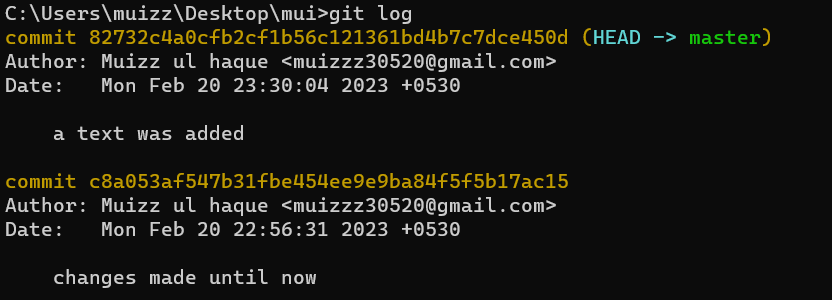 C:\Users\muizz\Desktop\mui>git log
commit 82732c4a0cfb2cf1b56c121361bd4b7c7dce450d (HEAD -> master)
Author: Muizz ul haque <muizzz30520@gmail.com>
Date:   Mon Feb 20 23:30:04 2023 +0530
    a text was added
commit c8a053af547b31fbe454ee9e9ba84f5f5b17ac15
Author: Muizz ul haque <muizzz30520@gmail.com>
Date:   Mon Feb 20 22:56:31 2023 +0530
    changes made until now